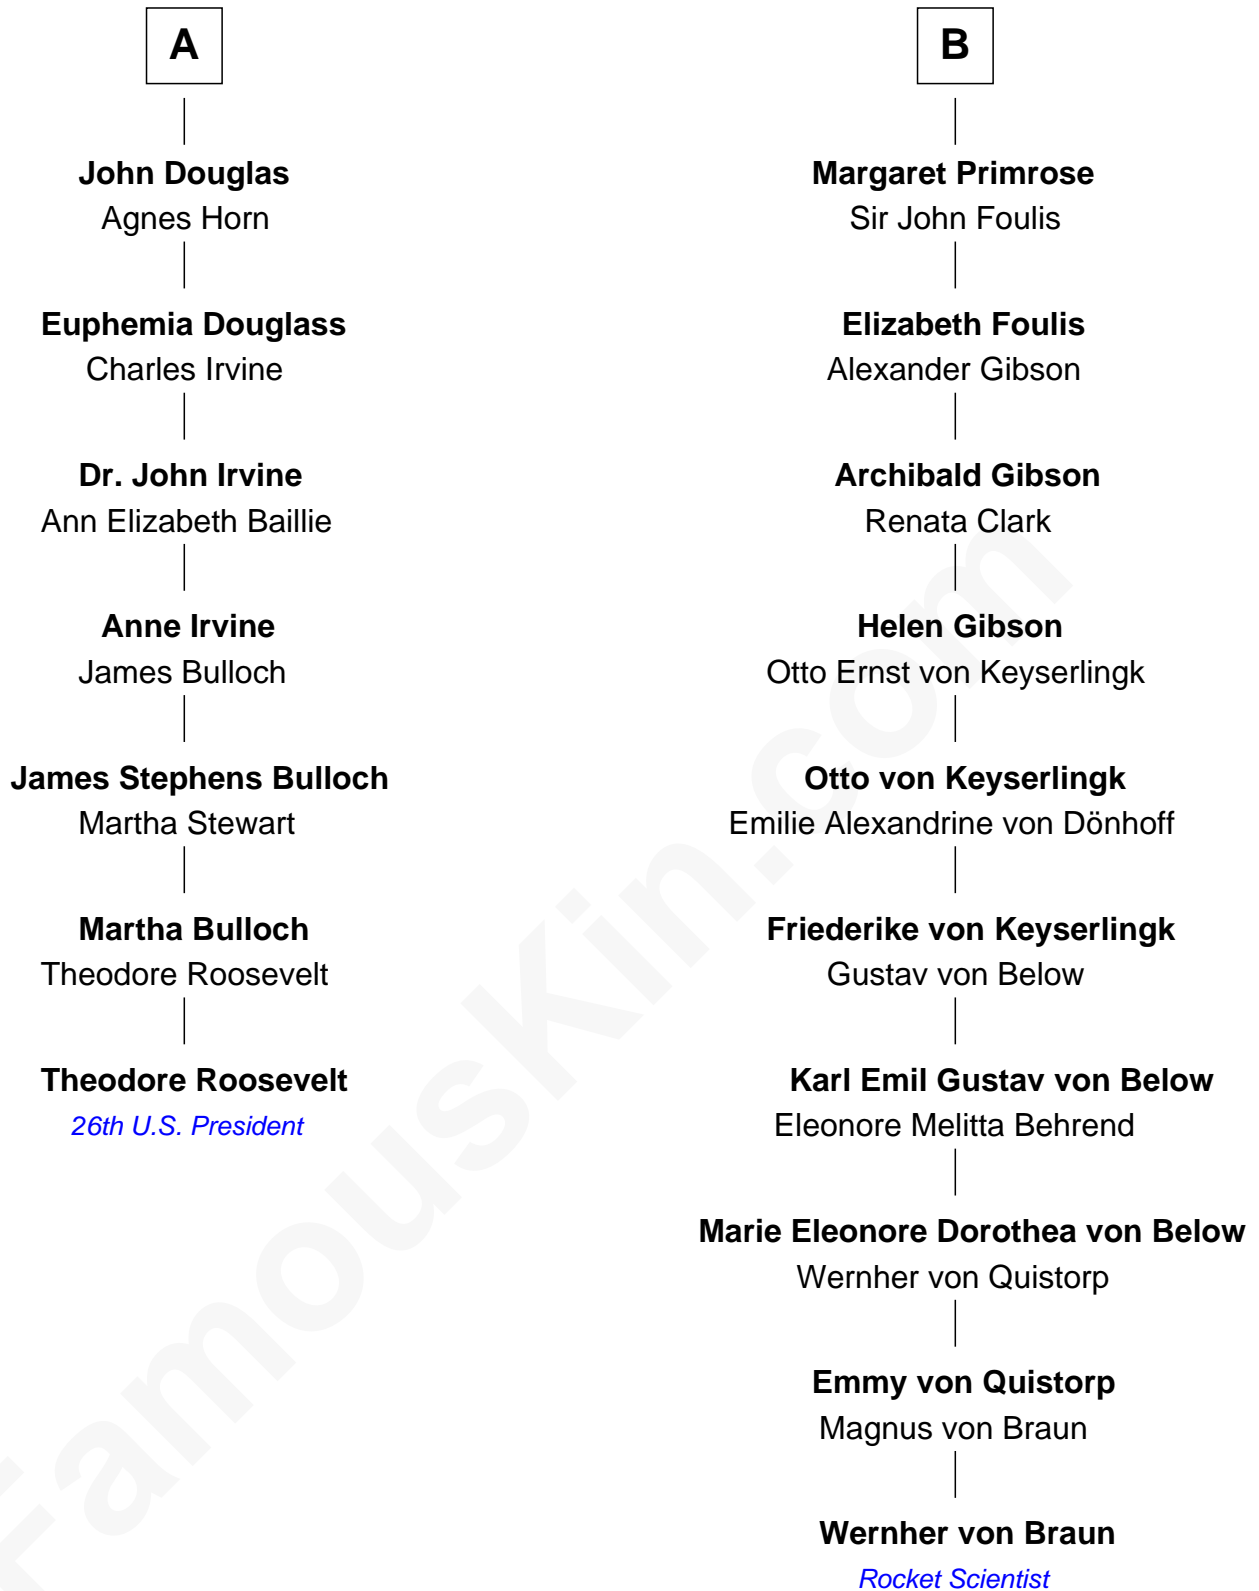 A
John Douglas
Agnes Horn
Euphemia Douglass
Charles Irvine
Dr. John Irvine
Ann Elizabeth Baillie
Anne Irvine
James Bulloch
James Stephens Bulloch
Martha Stewart
Martha Bulloch
Theodore Roosevelt
Theodore Roosevelt
26th U.S. President
B
Margaret Primrose
Sir John Foulis
Elizabeth Foulis
Alexander Gibson
Archibald Gibson
Renata Clark
Helen Gibson
Otto Ernst von Keyserlingk
Otto von Keyserlingk
Emilie Alexandrine von Dönhoff
Friederike von Keyserlingk
Gustav von Below
Karl Emil Gustav von Below
Eleonore Melitta Behrend
Marie Eleonore Dorothea von Below
Wernher von Quistorp
Emmy von Quistorp
Magnus von Braun
Wernher von Braun
Rocket Scientist
FamousKin.com